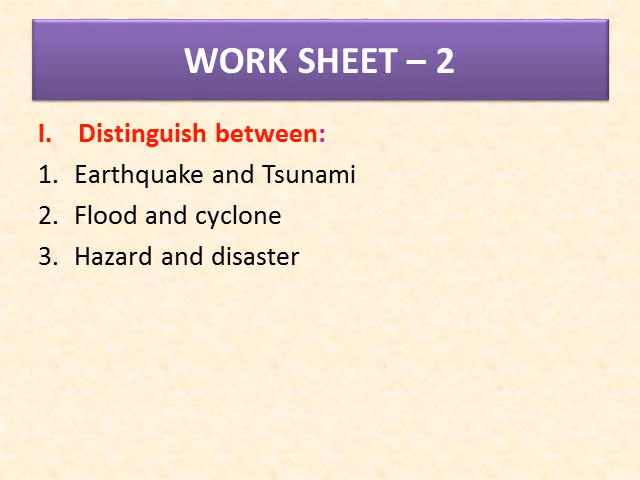 WORK SHEET – 2
I. Distinguish between:
1. Earthquake and Tsunami
2. Flood and cyclone
3. Hazard and disaster